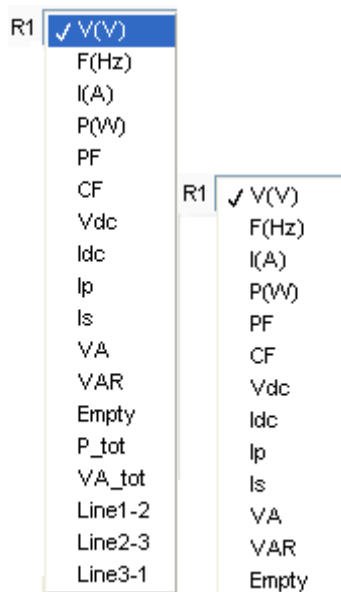 R1 ✓ V(V)
F(Hz)
I(A)
P(W)
PF
CF
Vdc
Idc
Ip
Is
VA
VAR
Empty
P_tot
VA_tot
Line1-2
Line2-3
Line3-1
R1 ✓ V(V)
F(Hz)
I(A)
P(W)
PF
CF
Vdc
Idc
Ip
Is
VA
VAR
Empty